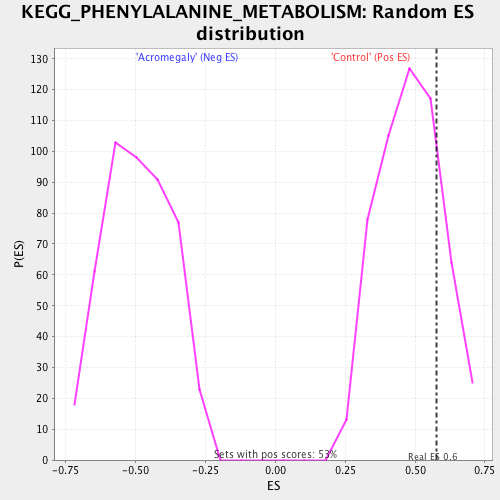 KEGG_PHENYLALANINE_METABOLISM: Random ES
distribution
'Acromegaly' (Neg ES)
'Control' (Pos ES)
P(ES)
130
120
110
100
90
80
70
60
50
40
30
20
10
0
Sets with pos scores: 53%
Real ES 0.6
-0.75
-0.50
-0.25
0.00
0.25
0.50
0.75
ES